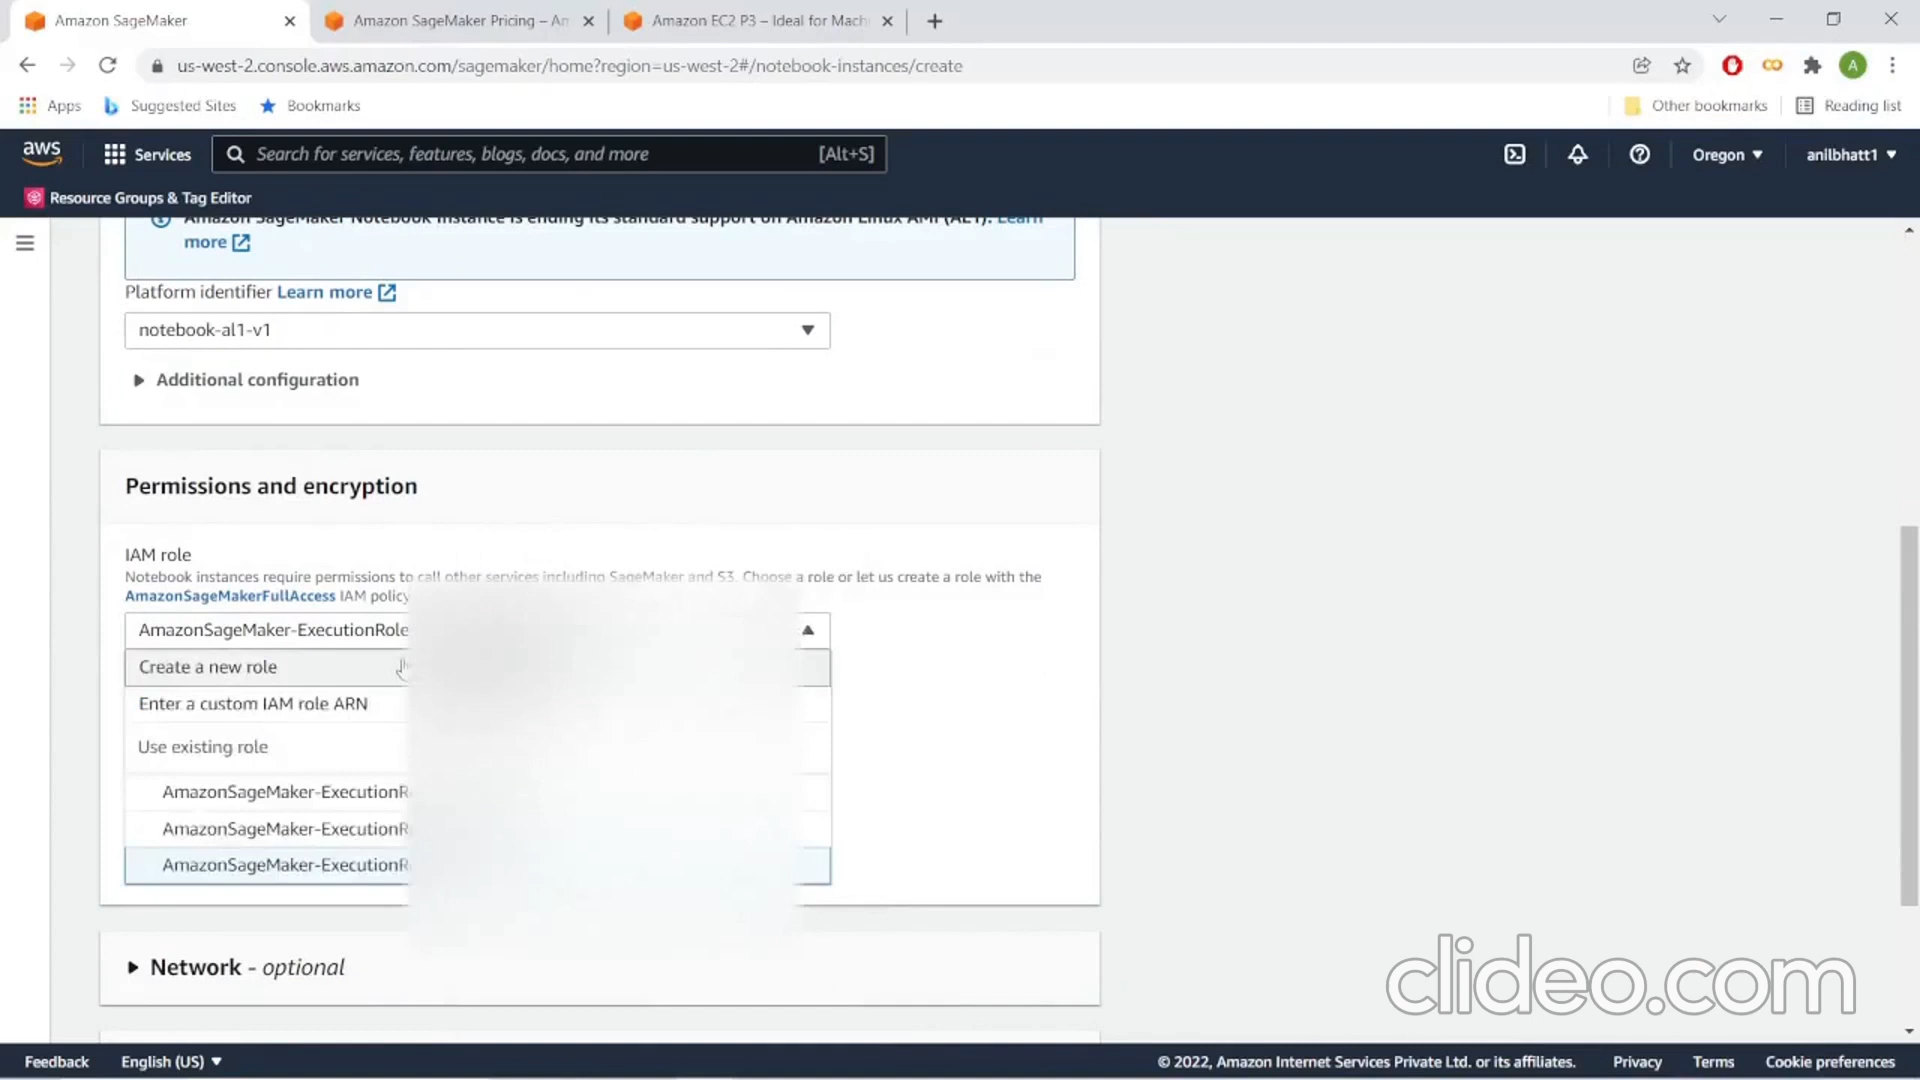 Amazon SageMaker
Amazon SageMaker Pricing – Am
Amazon EC2 P3 – Ideal for Machi
us-west-2.console.aws.amazon.com/sagemaker/home?region=us-west-2#/notebook-instances/create
A
Apps
Suggested Sites
Bookmarks
Other bookmarks
Reading list
aws
Services
Search for services, features, blogs, docs, and more
[Alt+S]
Oregon
anilbhatt1
Resource Groups & Tag Editor
Amazon SageMaker Notebook Instance is ending its standard support on Amazon Linux AMI (AL1). Learn
more
Platform identifier Learn more
notebook-al1-v1
Additional configuration
Permissions and encryption
IAM role
Notebook instances require permissions to call other services including SageMaker and S3. Choose a role or let us create a role with the
AmazonSageMakerFullAccess IAM policy
AmazonSageMaker-ExecutionRole
Create a new role
Enter a custom IAM role ARN
Use existing role
AmazonSageMaker-ExecutionR
AmazonSageMaker-ExecutionR
AmazonSageMaker-ExecutionR
Network - optional
clideo.com
Feedback
English (US)
© 2022, Amazon Internet Services Private Ltd. or its affiliates.
Privacy
Terms
Cookie preferences